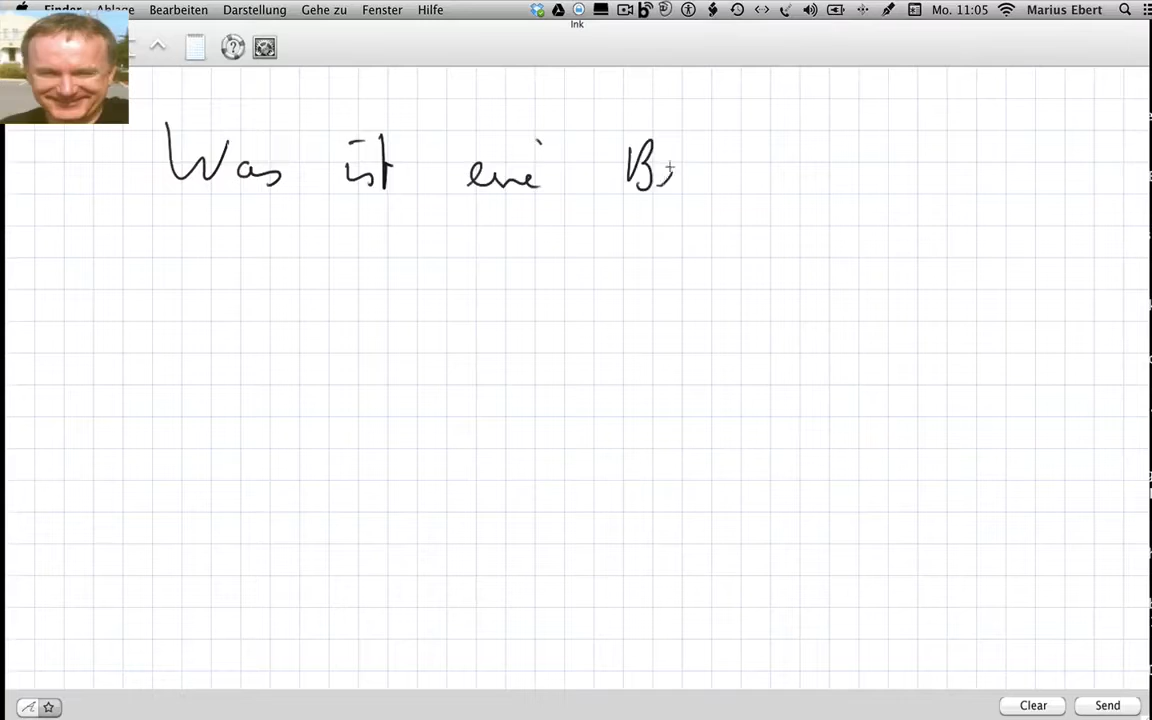 Finder Ablage Bearbeiten Darstellung Gehe zu Fenster Hilfe Mo. 11:05 Marius Ebert
Ink
Was ist eine
Clear Send